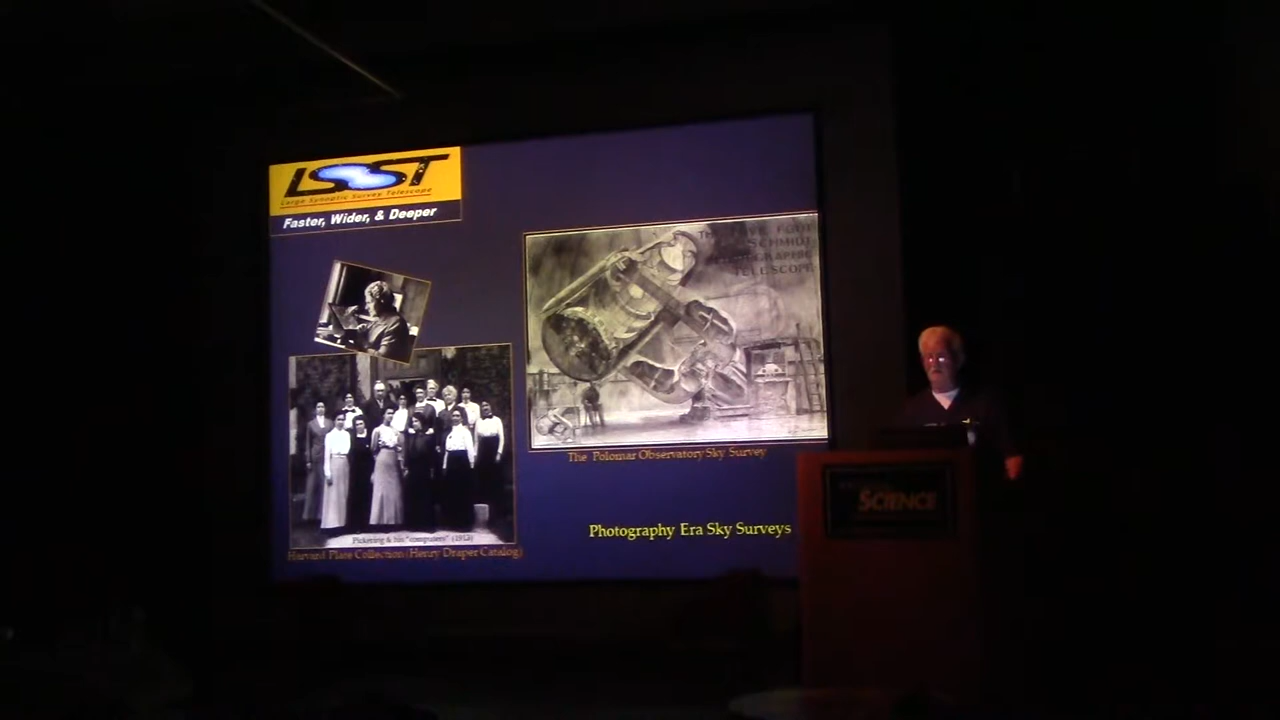 LSST
Large Synoptic Survey Telescope
Faster, Wider, & Deeper
SCHMIDT
TELESCOPE
The Polomar Observatory Sky Survey
Photography Era Sky Surveys
Pickering & his "computers" (1913)
Harvard Plate Collection (Henry Draper Catalog)
SCIENCE